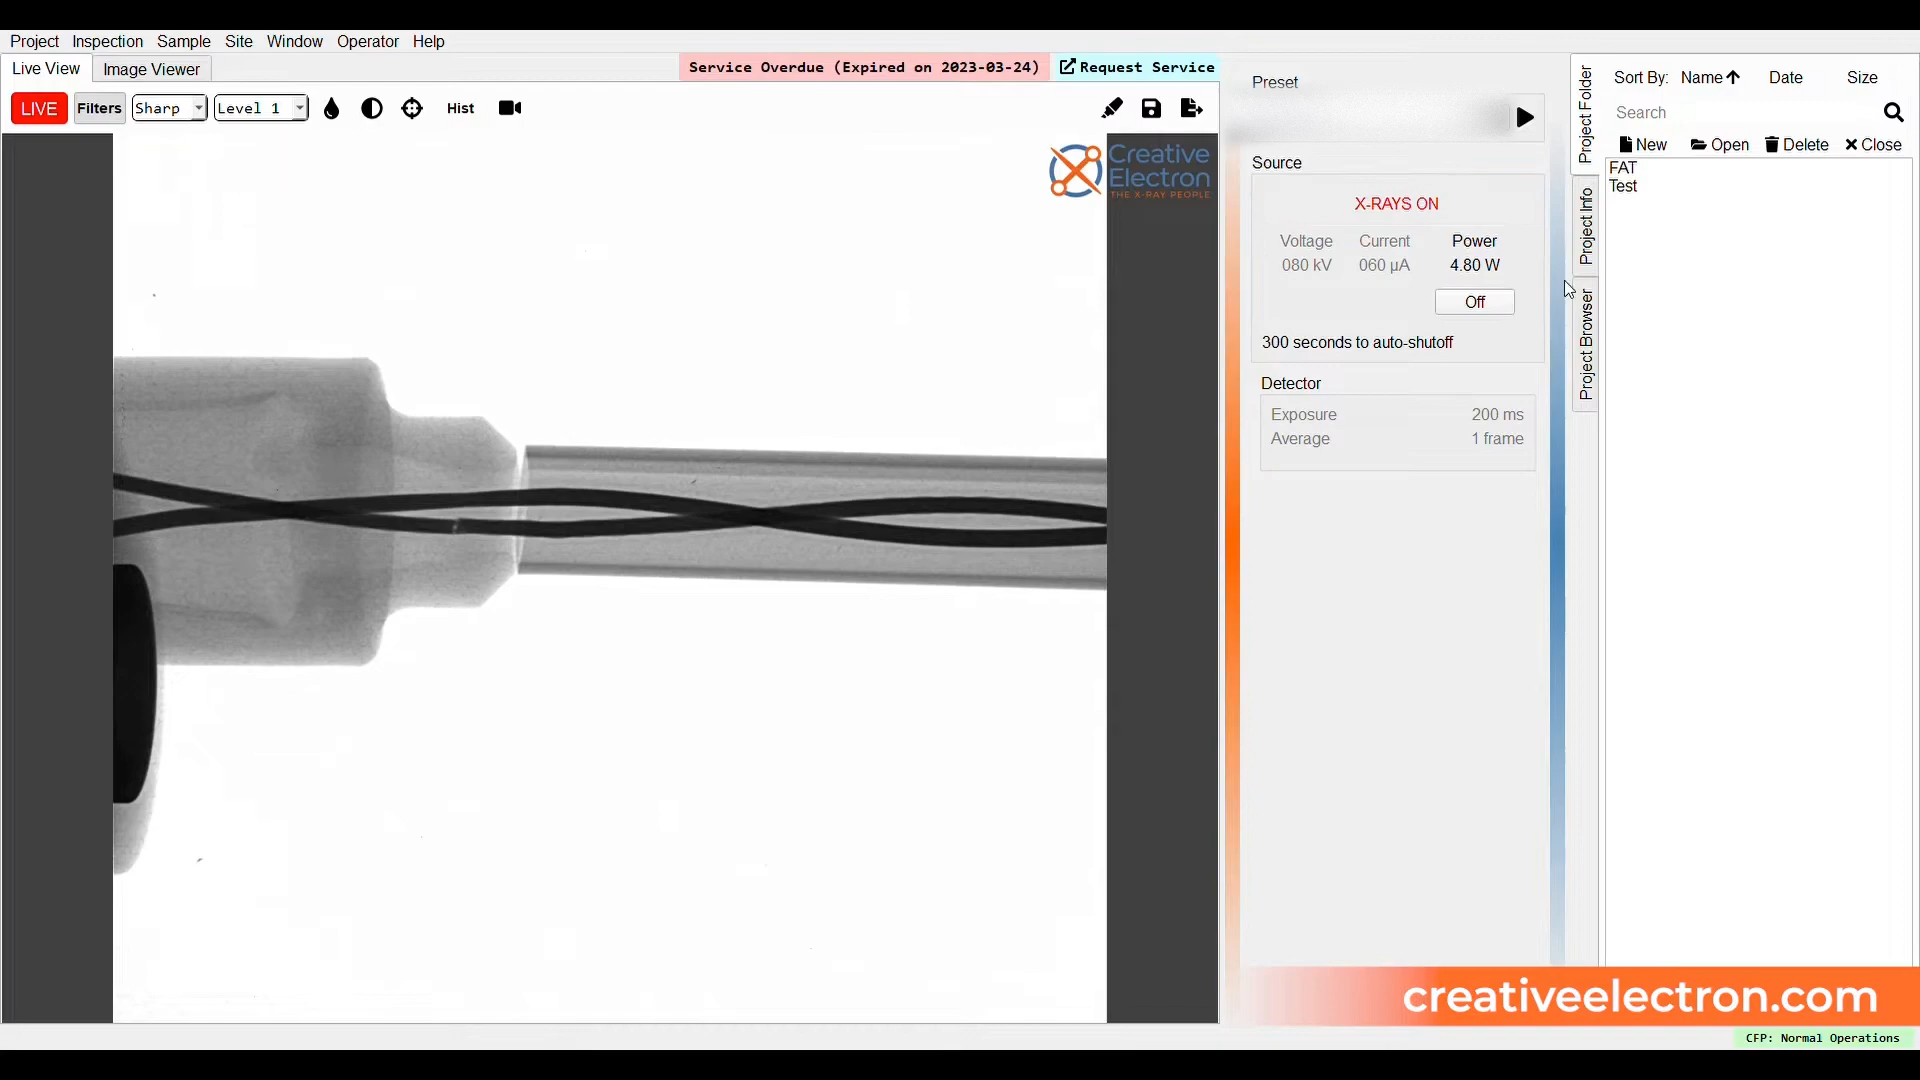 Project Inspection Sample Site Window Operator Help
Live View Image Viewer Service Overdue (Expired on 2023-03-24) Request Service
LIVE Filters Sharp Level 1 Hist
Creative
Electron
THE X-RAY PEOPLE
Preset
Source
X-RAYS ON
Voltage Current Power
080 kV 060 µA 4.80 W
Off
300 seconds to auto-shutoff
Detector
Exposure 200 ms
Average 1 frame
Project Folder
Project Info
Project Browser
Sort By: Name Date Size
Search
New Open Delete Close
FAT
Test
creativeelectron.com
CFP: Normal Operations